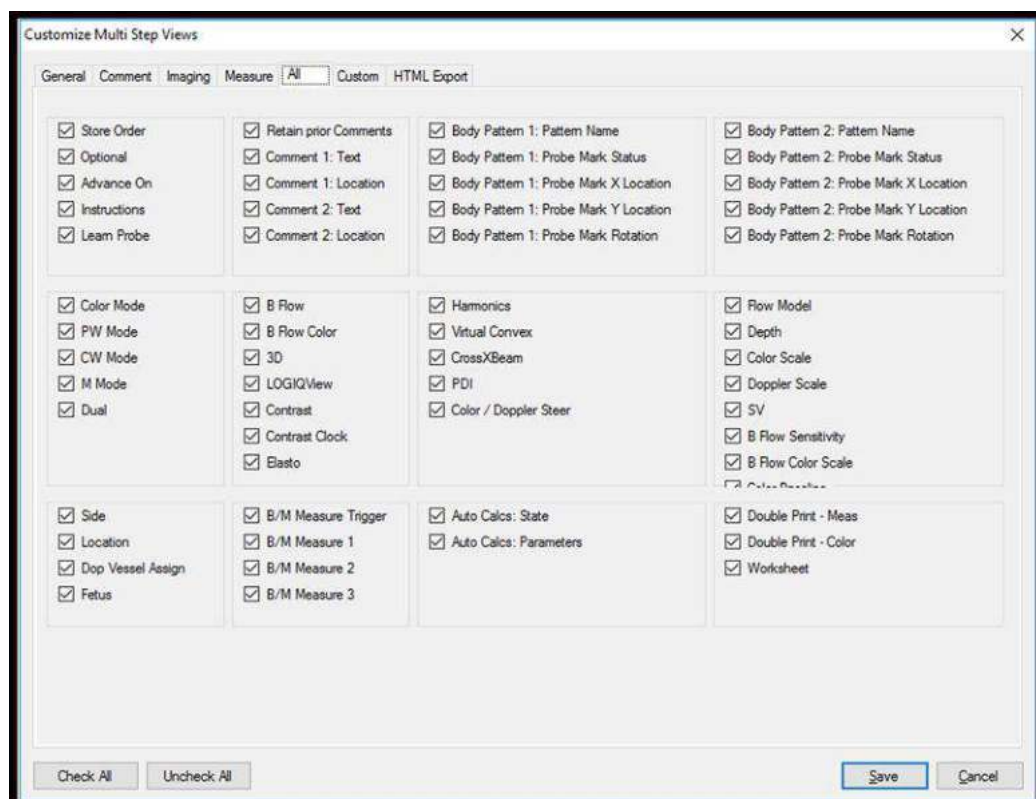 Customize Multi Step Views
General Comment Imaging Measure All Custom HTML Export
Store Order
Optional
Advance On
Instructions
Learn Probe
Retain prior Comments
Comment 1: Text
Comment 1: Location
Comment 2: Text
Comment 2: Location
Body Pattern 1: Pattern Name
Body Pattern 1: Probe Mark Status
Body Pattern 1: Probe Mark X Location
Body Pattern 1: Probe Mark Y Location
Body Pattern 1: Probe Mark Rotation
Body Pattern 2: Pattern Name
Body Pattern 2: Probe Mark Status
Body Pattern 2: Probe Mark X Location
Body Pattern 2: Probe Mark Y Location
Body Pattern 2: Probe Mark Rotation
Color Mode
PW Mode
CW Mode
M Mode
Dual
B Flow
B Flow Color
3D
LOGIQView
Contrast
Contrast Clock
Elasto
Harmonics
Virtual Convex
CrossXBeam
PDI
Color / Doppler Steer
Flow Model
Depth
Color Scale
Doppler Scale
SV
B Flow Sensitivity
B Flow Color Scale
Side
Location
Dop Vessel Assign
Fetus
B/M Measure Trigger
B/M Measure 1
B/M Measure 2
B/M Measure 3
Auto Calcs: State
Auto Calcs: Parameters
Double Print - Meas
Double Print - Color
Worksheet
Check All Uncheck All Save Cancel